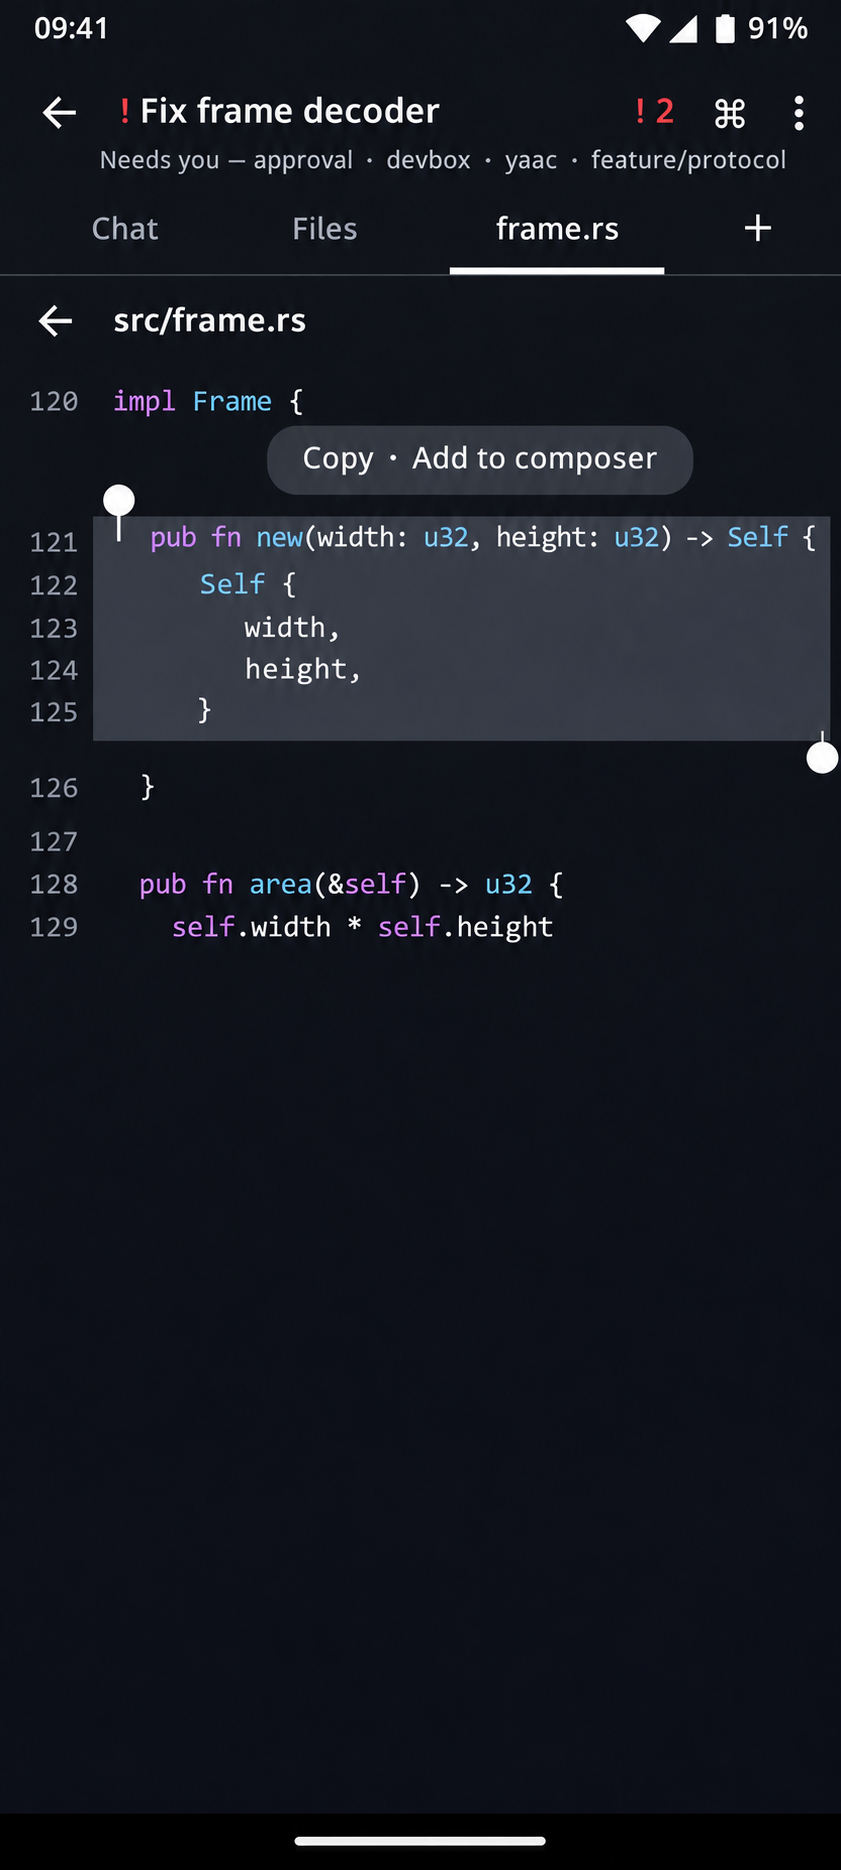 09:41 91%
! Fix frame decoder ! 2 ⌘
Needs you — approval · devbox · yaac · feature/protocol
Chat Files frame.rs +
← src/frame.rs
120 impl Frame {
Copy · Add to composer
121 pub fn new(width: u32, height: u32) -> Self {
122 Self {
123 width,
124 height,
125 }
126 }
127
128 pub fn area(&self) -> u32 {
129 self.width * self.height